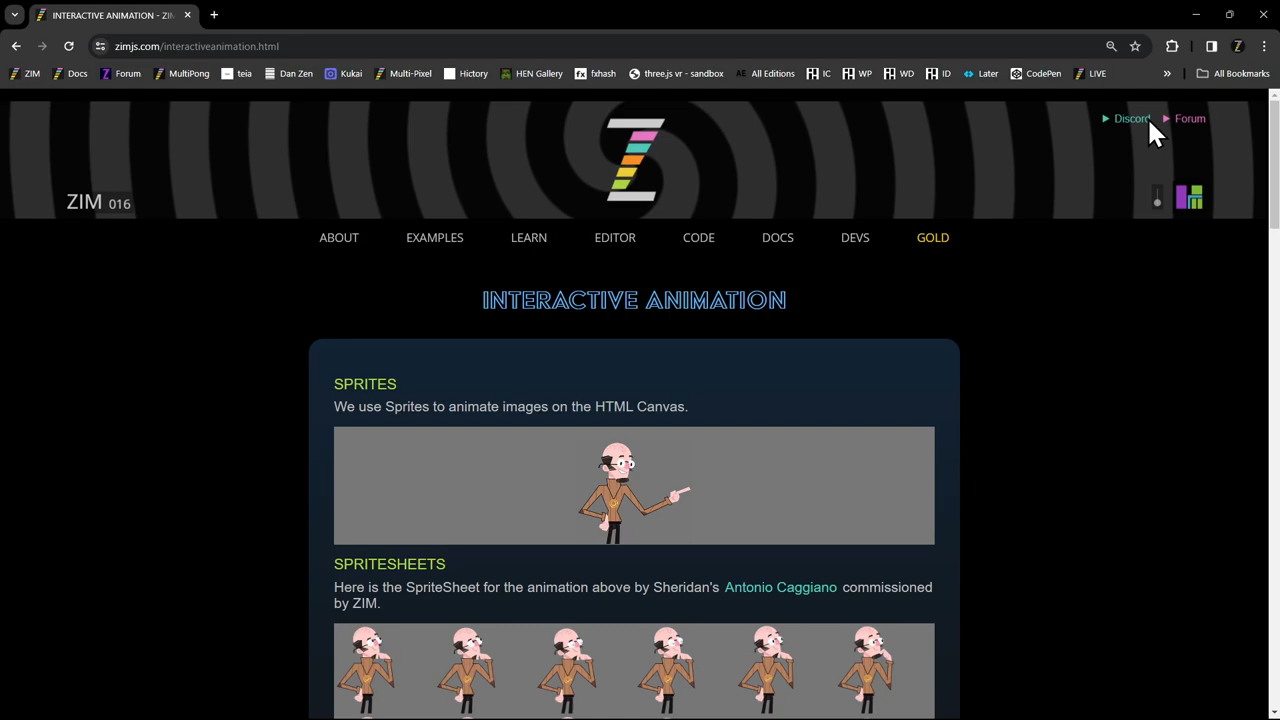 INTERACTIVE ANIMATION - ZI
zimjs.com/interactiveanimation.html
ZIM Docs Forum MultiPong teia Dan Zen Kukai Multi-Pixel Hictory HEN Gallery fxhash three.js vr - sandbox AE All Editions IC WP WD ID Later CodePen LIVE » All Bookmarks
Discord Forum
ZIM 016
ABOUT EXAMPLES LEARN EDITOR CODE DOCS DEVS GOLD
INTERACTIVE ANIMATION
SPRITES
We use Sprites to animate images on the HTML Canvas.
SPRITESHEETS
Here is the SpriteSheet for the animation above by Sheridan's Antonio Caggiano commissioned
by ZIM.